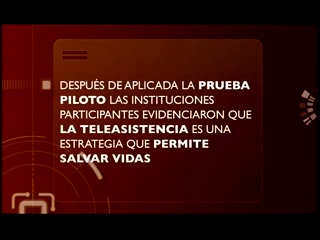 DESPUÉS DE APLICADA LA PRUEBA
PILOTO LAS INSTITUCIONES
PARTICIPANTES EVIDENCIARON QUE
LA TELEASISTENCIA ES UNA
ESTRATEGIA QUE PERMITE
SALVAR VIDAS